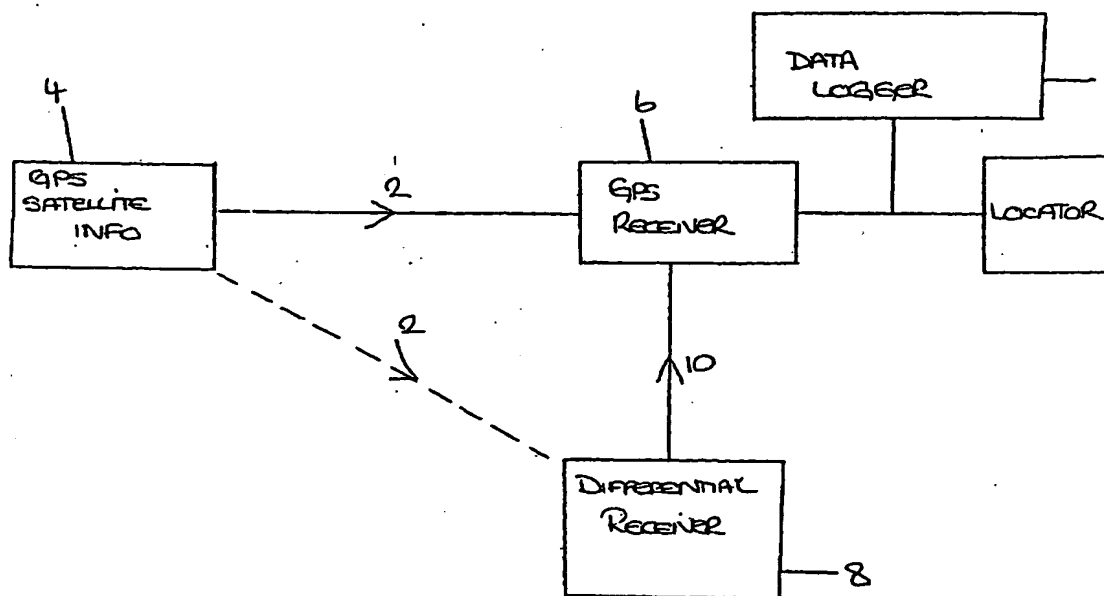 DATA
LOGGER
4
6
GPS
SATELLITE
INFO
2
GPS
RECEIVER
LOCATOR
2
10
DIFFERENTIAL
RECEIVER
8